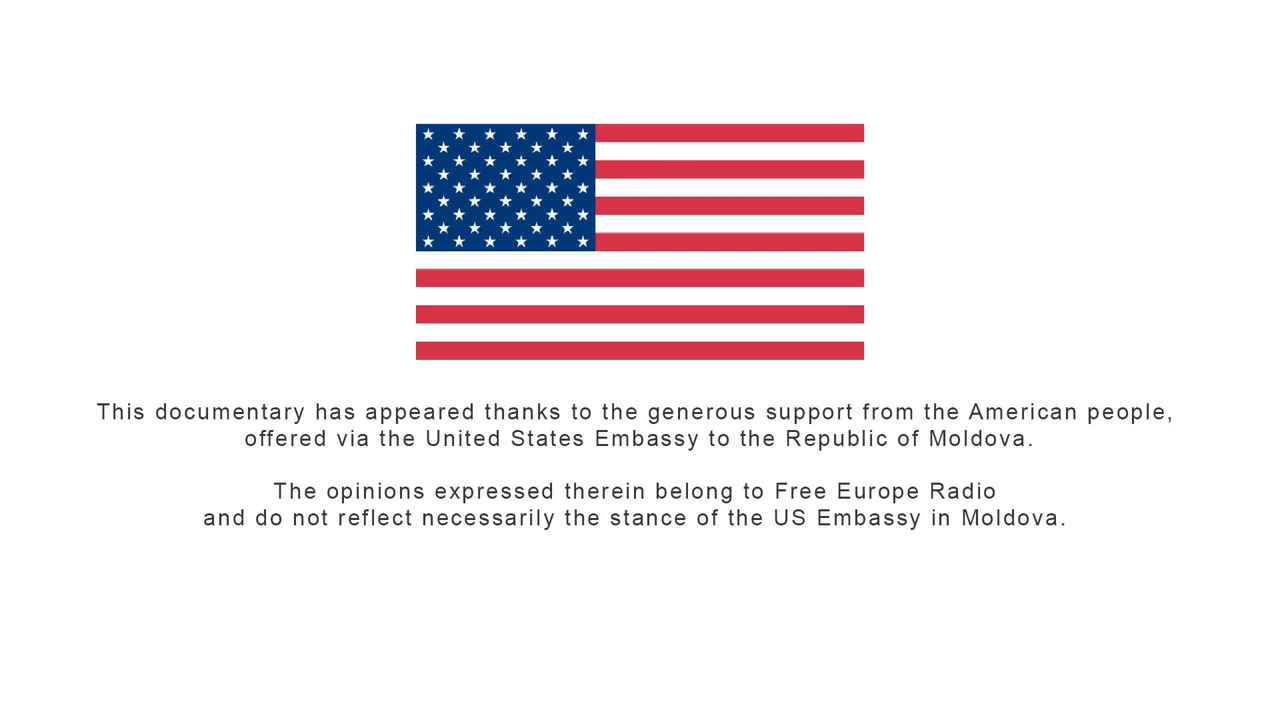 This documentary has appeared thanks to the generous support from the American people,
offered via the United States Embassy to the Republic of Moldova.
The opinions expressed therein belong to Free Europe Radio
and do not reflect necessarily the stance of the US Embassy in Moldova.